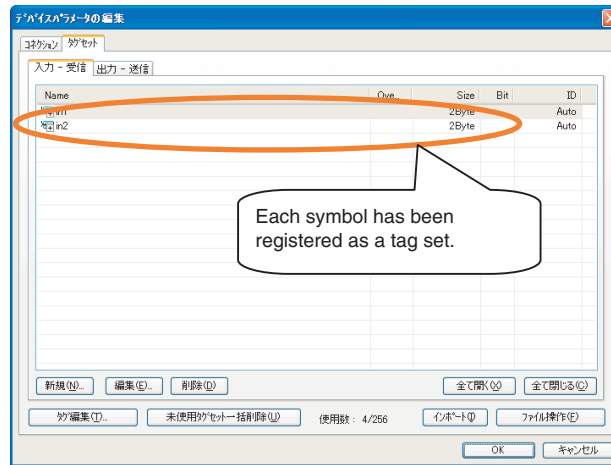 デバイスパラメータの編集
コネクション タグセット
入力 - 受信 出力 - 送信
Name Ove... Size Bit ID
in1 2Byte Auto
in2 2Byte Auto
Each symbol has been
registered as a tag set.
新規(N)... 編集(E)... 削除(D) 全て開く(X) 全て閉じる(C)
タグ編集(T)... 未使用タグセット一括削除(U) 使用数 : 4/256 インポート(I) ファイル操作(F)
OK キャンセル